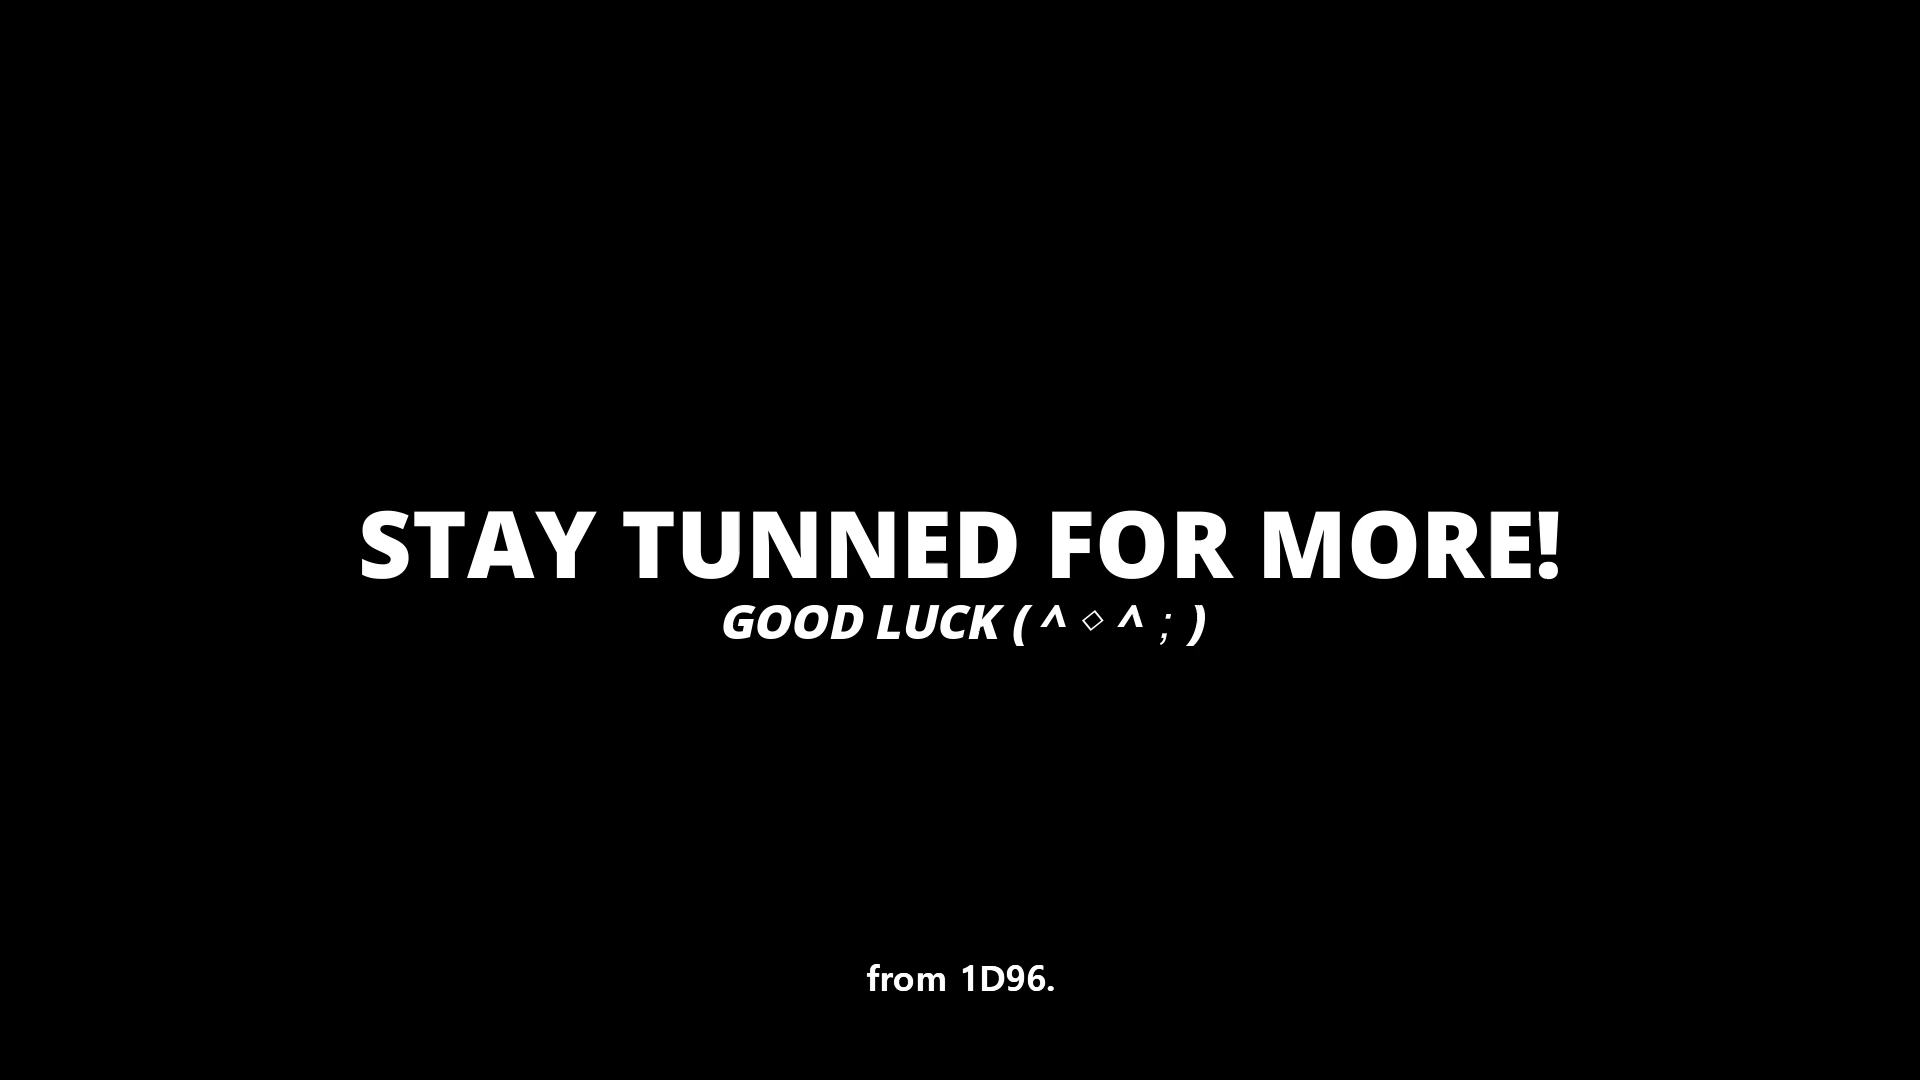 STAY TUNNED FOR MORE!
GOOD LUCK ( ^ ◇ ^ ; )
from 1D96.